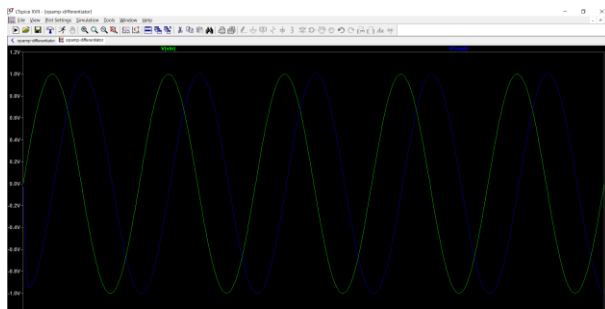 LTspice XVII - [opamp-differentiator]
File View Plot Settings Simulation Tools Window Help
opamp-differentiator opamp-differentiator
V(vin)
1.2V
1.0V
0.8V
0.6V
0.4V
0.2V
0.0V
-0.2V
-0.4V
-0.6V
-0.8V
-1.0V